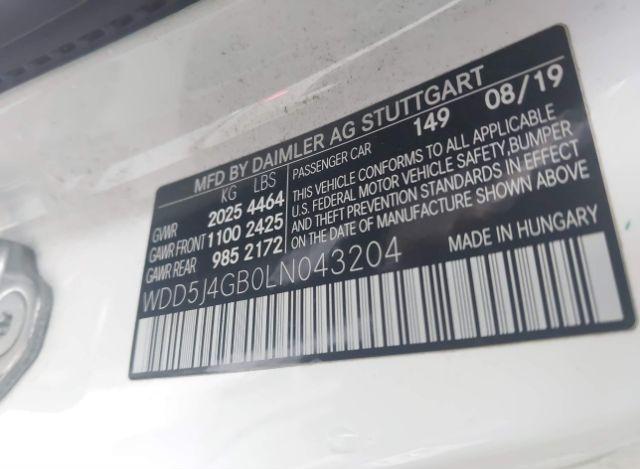 MFD BY DAIMLER AG STUTTGART
KG LBS
GVWR 2025 4464
GAWR FRONT 1100 2425
GAWR REAR 985 2172
149 08/19
PASSENGER CAR
THIS VEHICLE CONFORMS TO ALL APPLICABLE
U.S. FEDERAL MOTOR VEHICLE SAFETY, BUMPER
AND THEFT PREVENTION STANDARDS IN EFFECT
ON THE DATE OF MANUFACTURE SHOWN ABOVE
WDD5J4GB0LN043204
MADE IN HUNGARY